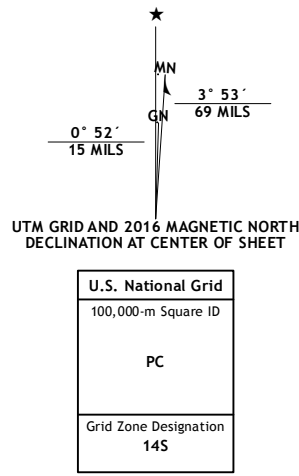 ★
MN
3° 53´
69 MILS
GN
0° 52´
15 MILS
UTM GRID AND 2016 MAGNETIC NORTH
DECLINATION AT CENTER OF SHEET
U.S. National Grid
100,000-m Square ID
PC
Grid Zone Designation
14S